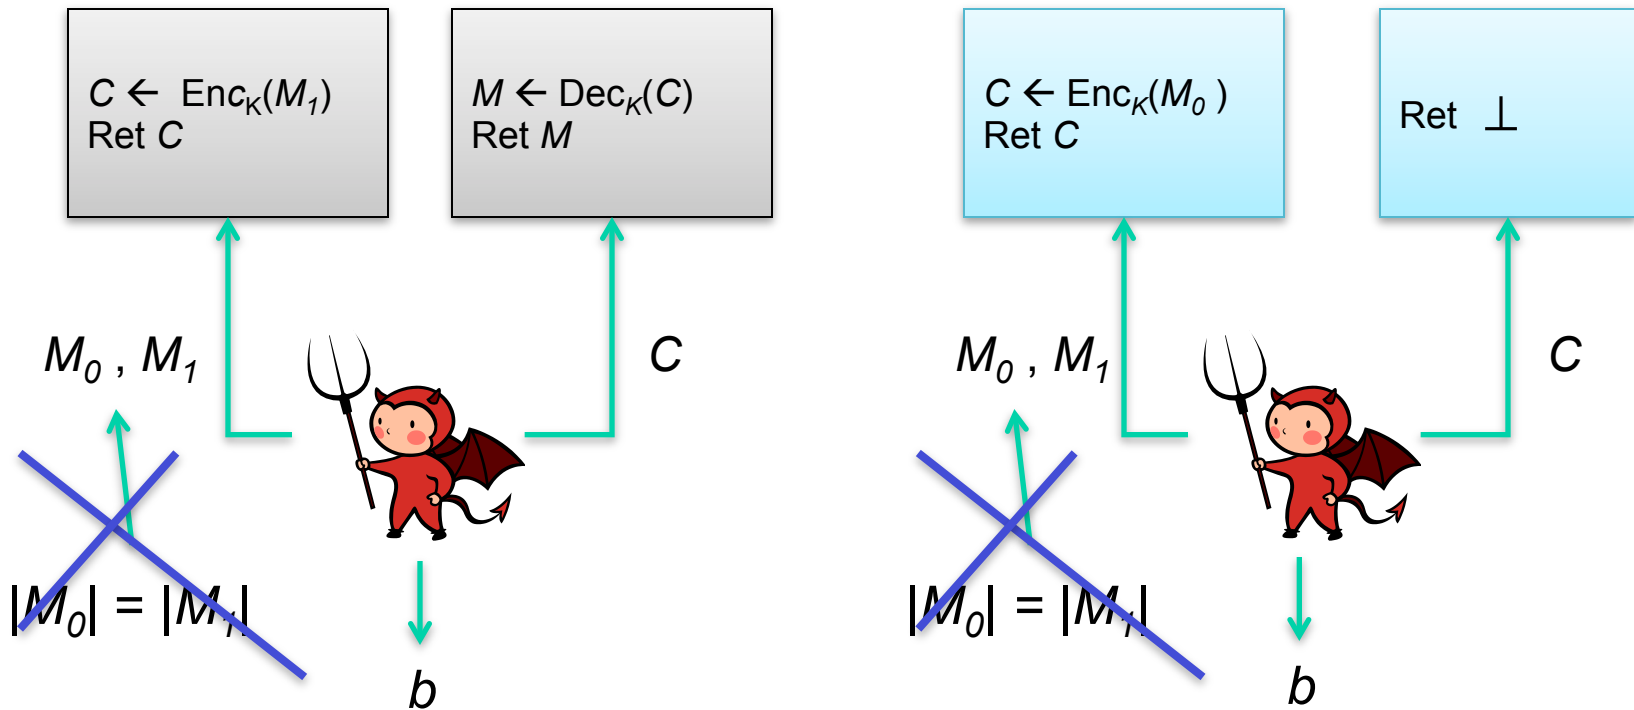 C ← Enc_K(M_1)
Ret C
M ← Dec_K(C)
Ret M
C ← Enc_K(M_0 )
Ret C
Ret ⊥
M_0 , M_1
C
M_0 , M_1
C
|M_0| = |M_1|
|M_0| = |M_1|
b
b